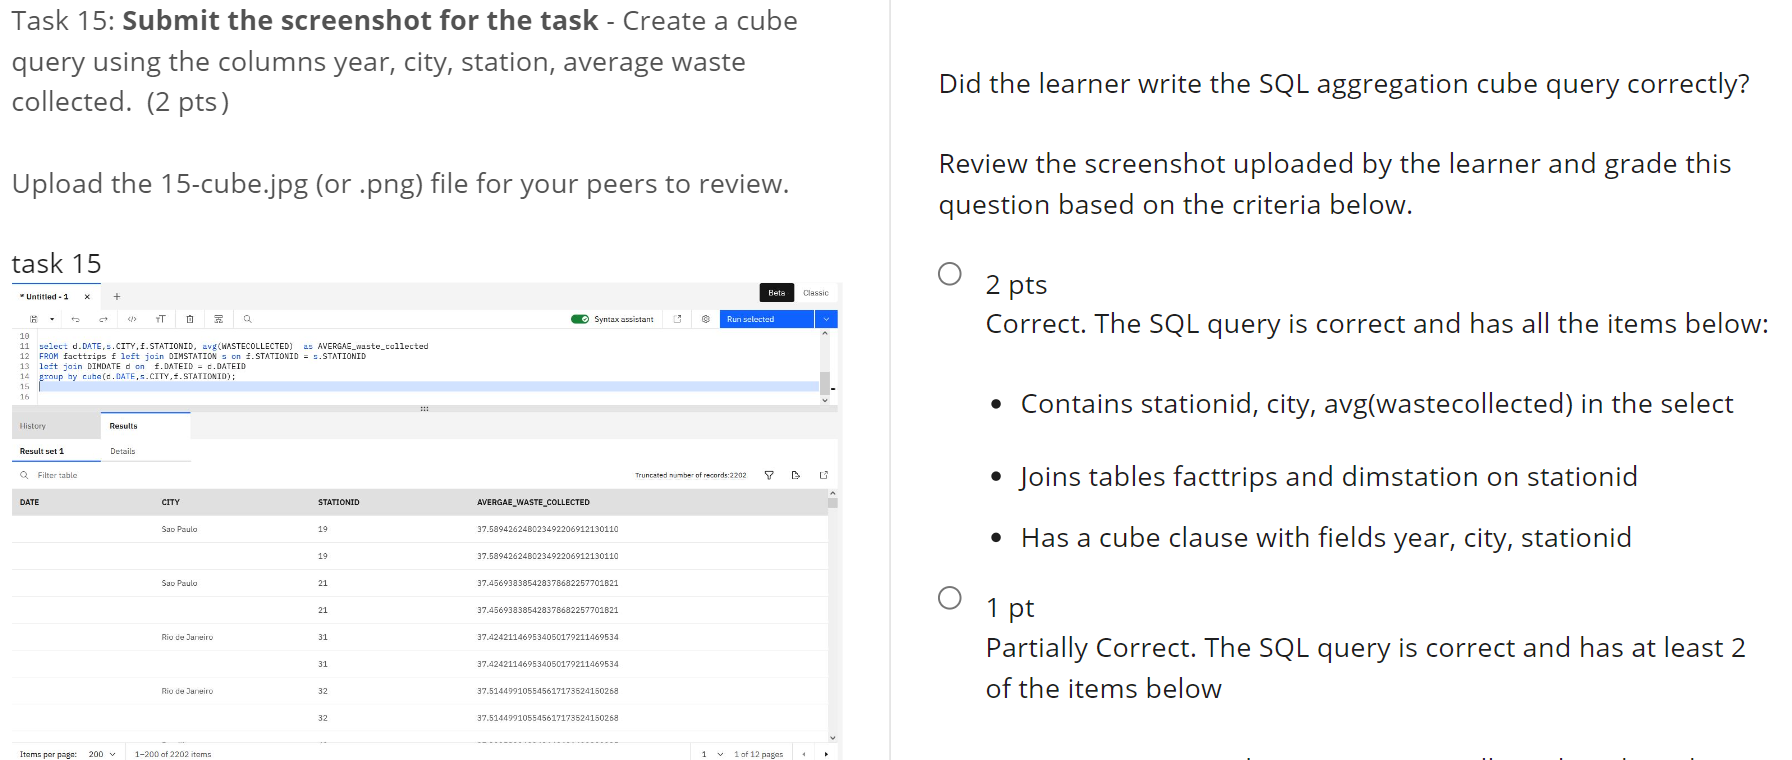 Task 15: Submit the screenshot for the task - Create a cube
query using the columns year, city, station, average waste
collected.  (2 pts)
Upload the 15-cube.jpg (or .png) file for your peers to review.
task 15
* Untitled - 1 × +
Beta Classic
Syntax assistant
Run selected
10
11 select d.DATE,s.CITY,f.STATIONID, avg(WASTECOLLECTED)  as AVERGAE_waste_collected
12 FROM facttrips f left join DIMSTATION s on f.STATIONID = s.STATIONID
13 left join DIMDATE d on  f.DATEID = d.DATEID
14 group by cube(d.DATE,s.CITY,f.STATIONID);
15
16
History Results
Result set 1 Details
Filter table
Truncated number of records:2202
DATE CITY STATIONID AVERGAE_WASTE_COLLECTED
Sao Paulo 19 37.589426248023492206912130110
19 37.589426248023492206912130110
Sao Paulo 21 37.456938385428378682257701821
21 37.456938385428378682257701821
Rio de Janeiro 31 37.424211469534050179211469534
31 37.424211469534050179211469534
Rio de Janeiro 32 37.514499105545617173524150268
32 37.514499105545617173524150268
Items per page: 200 1–200 of 2202 items
1 1 of 12 pages
Did the learner write the SQL aggregation cube query correctly?
Review the screenshot uploaded by the learner and grade this
question based on the criteria below.
2 pts
Correct. The SQL query is correct and has all the items below:
• Contains stationid, city, avg(wastecollected) in the select
• Joins tables facttrips and dimstation on stationid
• Has a cube clause with fields year, city, stationid
1 pt
Partially Correct. The SQL query is correct and has at least 2
of the items below